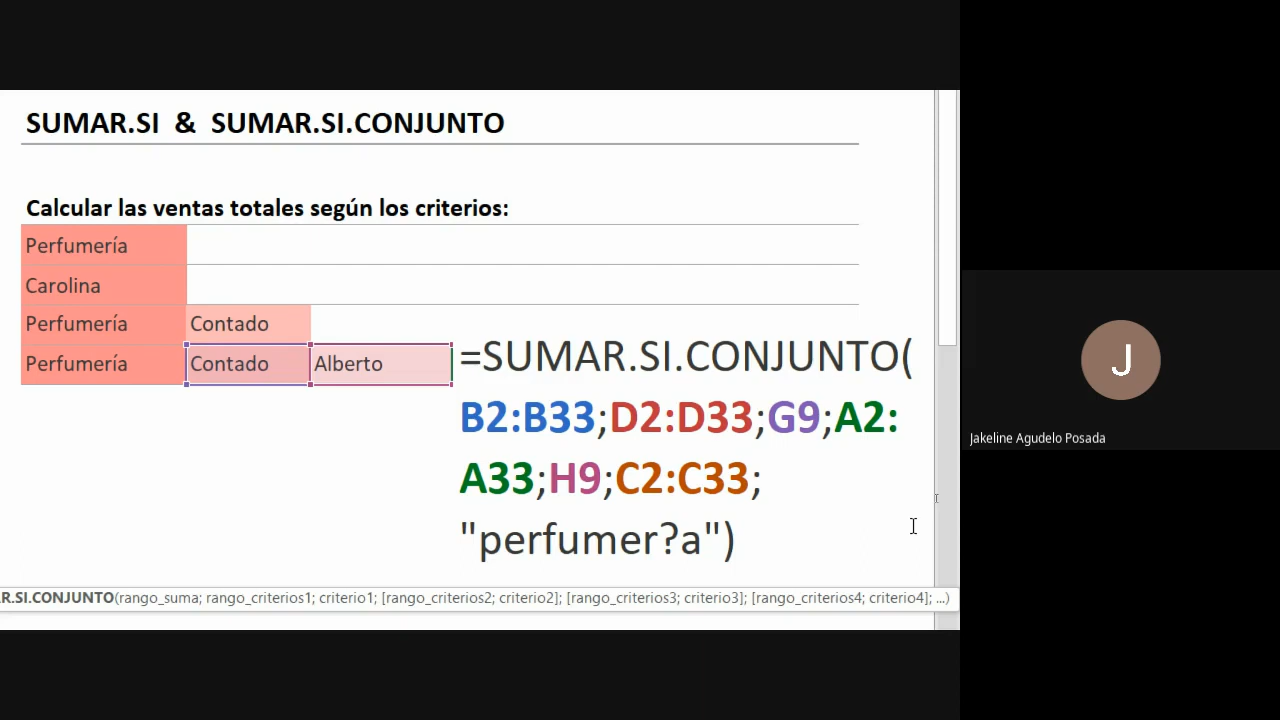 SUMAR.SI & SUMAR.SI.CONJUNTO
Calcular las ventas totales según los criterios:
Perfumería
Carolina
Perfumería Contado
Perfumería Contado Alberto
=SUMAR.SI.CONJUNTO(
B2:B33;D2:D33;G9;A2:
A33;H9;C2:C33;
"perfumer?a")
R.SI.CONJUNTO(rango_suma; rango_criterios1; criterio1; [rango_criterios2; criterio2]; [rango_criterios3; criterio3]; [rango_criterios4; criterio4]; ...)
J
Jakeline Agudelo Posada